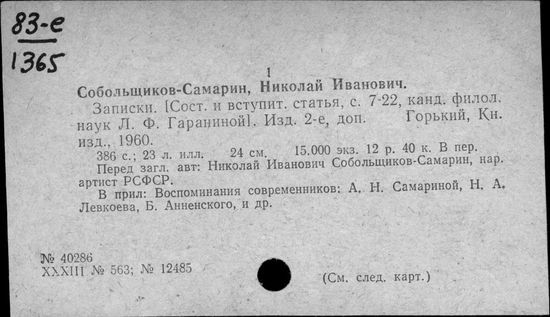 83-е
1365
1
Собольщиков-Самарин, Николай Иванович.
Записки. [Сост. и вступит. статья, с. 7-22, канд. филол.
наук Л. Ф. Гараниной]. Изд. 2-е, доп. Горький, Кн.
изд., 1960.
386 с.; 23 л. илл. 24 см. 15.000 экз. 12 р. 40 к. В пер.
Перед загл. авт: Николай Иванович Собольщиков-Самарин, нар.
артист РСФСР.
В прил: Воспоминания современников: А. Н. Самариной, Н. А.
Левкоева, Б. Анненского, и др.
№ 40286
XXXIII № 563; № 12485
(См. след. карт.)